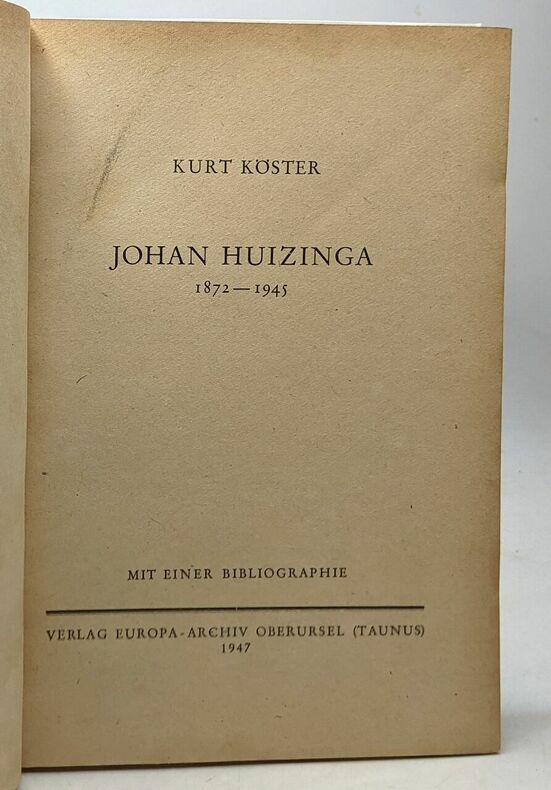 KURT KÖSTER
JOHAN HUIZINGA
1872—1945
MIT EINER BIBLIOGRAPHIE
VERLAG EUROPA-ARCHIV OBERURSEL (TAUNUS)
1947